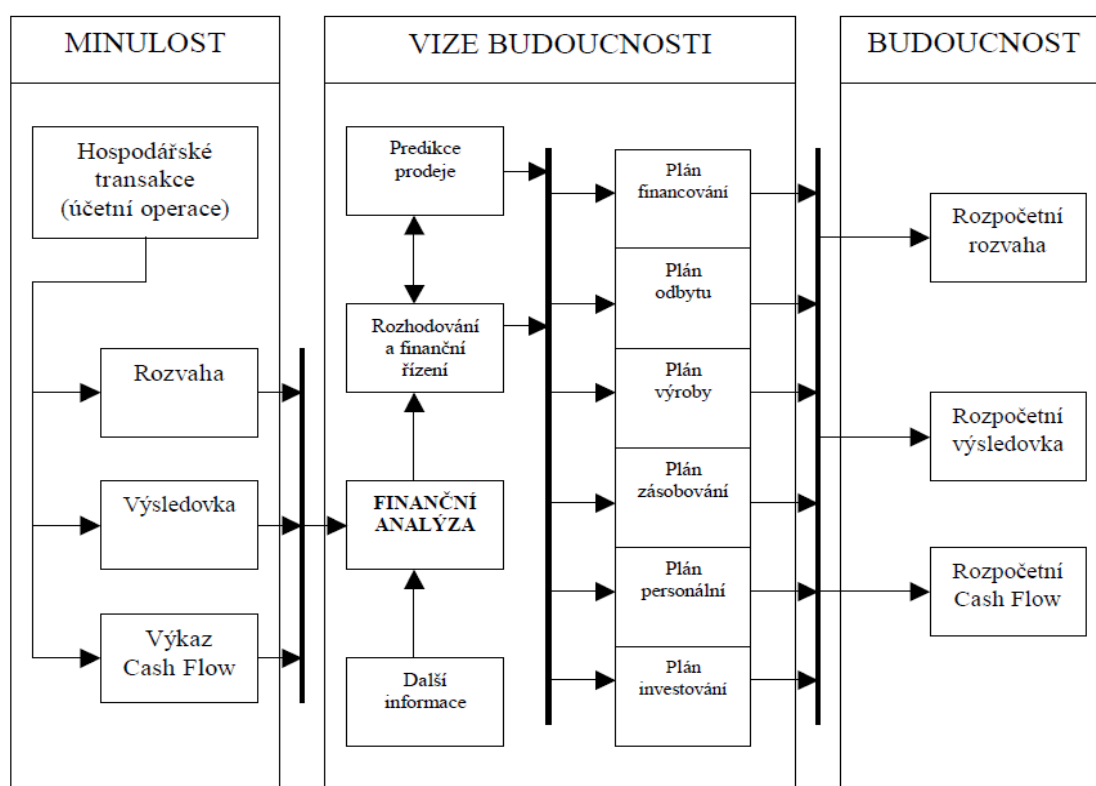 MINULOST
Hospodářské
transakce
(účetní operace)
Rozvaha
Výsledovka
Výkaz
Cash Flow
VIZE BUDOUCNOSTI
Predikce
prodeje
Rozhodování
a finanční
řízení
FINANČNÍ
ANALÝZA
Další
informace
Plán
financování
Plán
odbytu
Plán
výroby
Plán
zásobování
Plán
personální
Plán
investování
BUDOUCNOST
Rozpočetní
rozvaha
Rozpočetní
výsledovka
Rozpočetní
Cash Flow